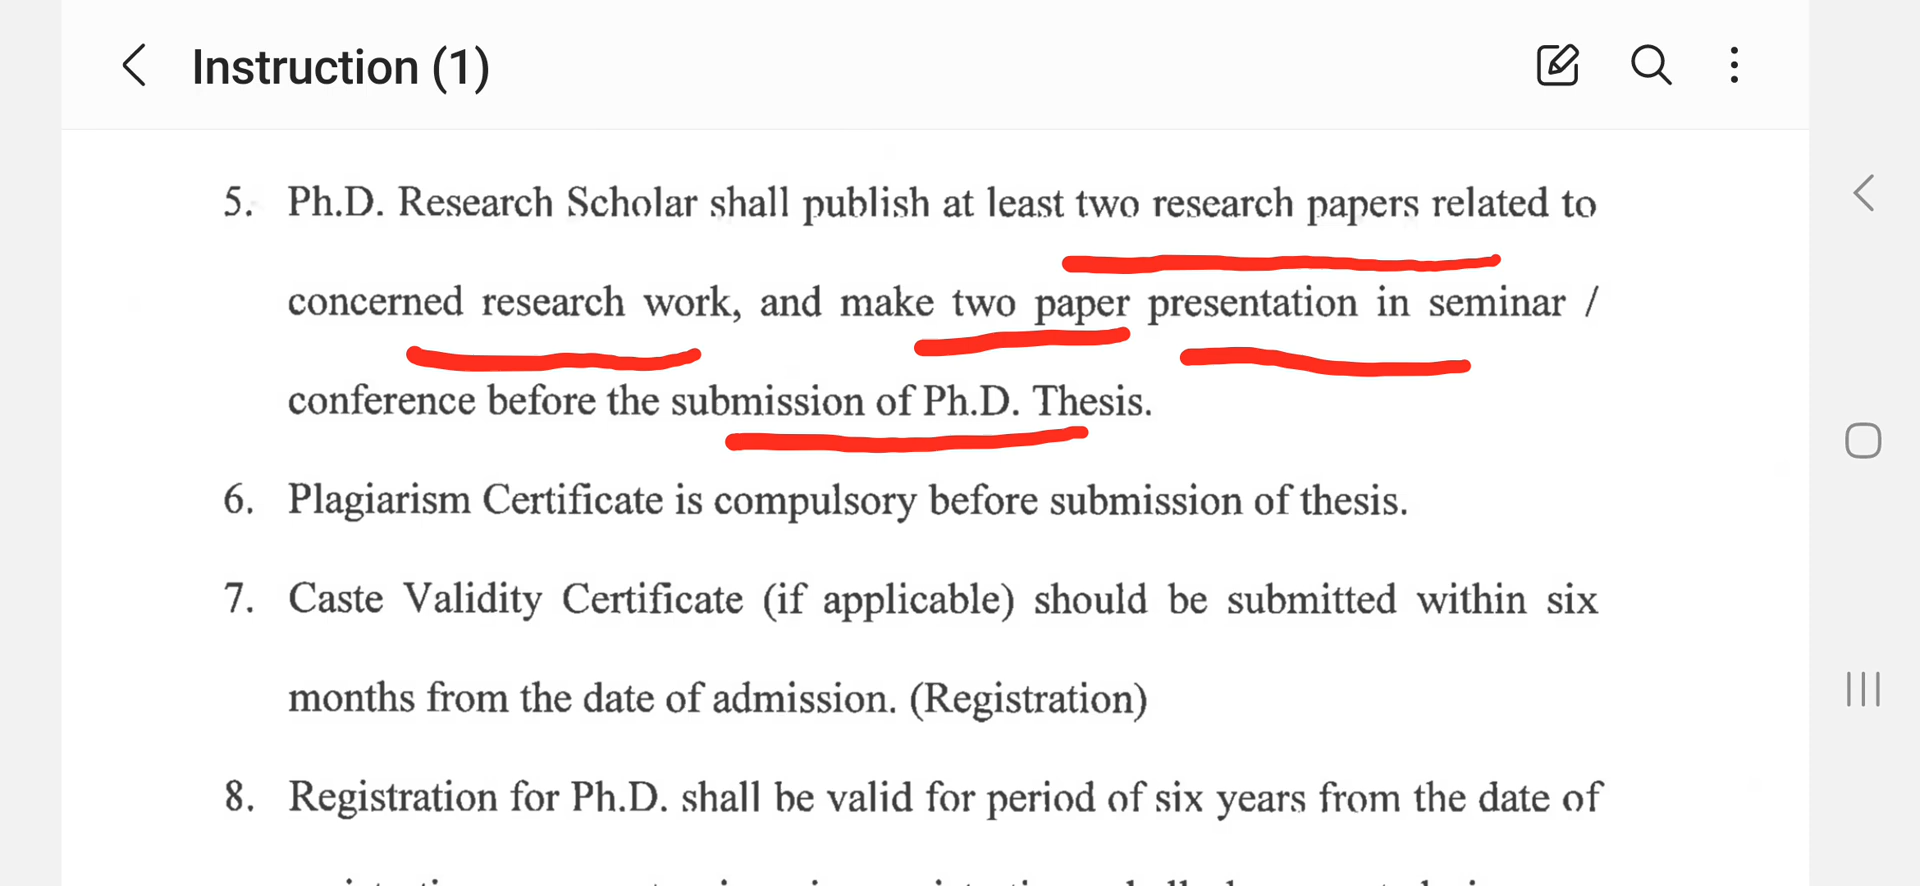 Instruction (1)
5. Ph.D. Research Scholar shall publish at least two research papers related to
concerned research work, and make two paper presentation in seminar /
conference before the submission of Ph.D. Thesis.
6. Plagiarism Certificate is compulsory before submission of thesis.
7. Caste Validity Certificate (if applicable) should be submitted within six
months from the date of admission. (Registration)
8. Registration for Ph.D. shall be valid for period of six years from the date of